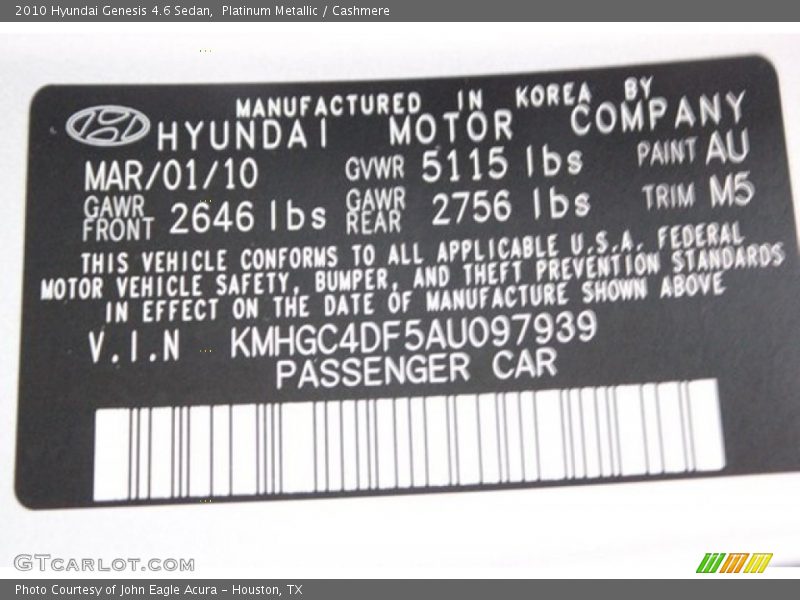 2010 Hyundai Genesis 4.6 Sedan,  Platinum Metallic / Cashmere
MANUFACTURED IN KOREA BY
HYUNDAI MOTOR COMPANY
MAR/01/10 GVWR 5115 lbs PAINT AU
GAWR FRONT 2646 lbs GAWR REAR 2756 lbs TRIM M5
THIS VEHICLE CONFORMS TO ALL APPLICABLE U.S.A. FEDERAL
MOTOR VEHICLE SAFETY, BUMPER, AND THEFT PREVENTION STANDARDS
IN EFFECT ON THE DATE OF MANUFACTURE SHOWN ABOVE
V.I.N KMHGC4DF5AU097939
PASSENGER CAR
GTCARLOT.COM
Photo Courtesy of John Eagle Acura - Houston, TX